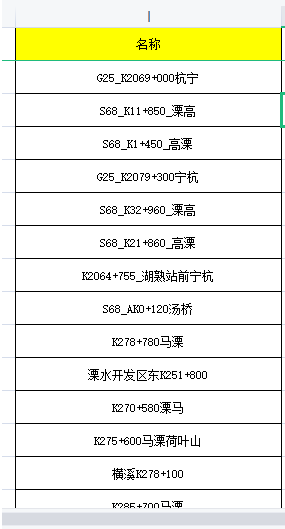 I
名称
G25_K2069+000杭宁
S68_K11+850_溧高
S68_K1+450_高溧
G25_K2079+300宁杭
S68_K32+960_溧高
S68_K21+860_高溧
K2064+755_湖熟站前宁杭
S68_AK0+120汤桥
K278+780马溧
溧水开发区东K251+800
K270+580溧马
K275+600马溧荷叶山
横溪K278+100
K285+700马溧